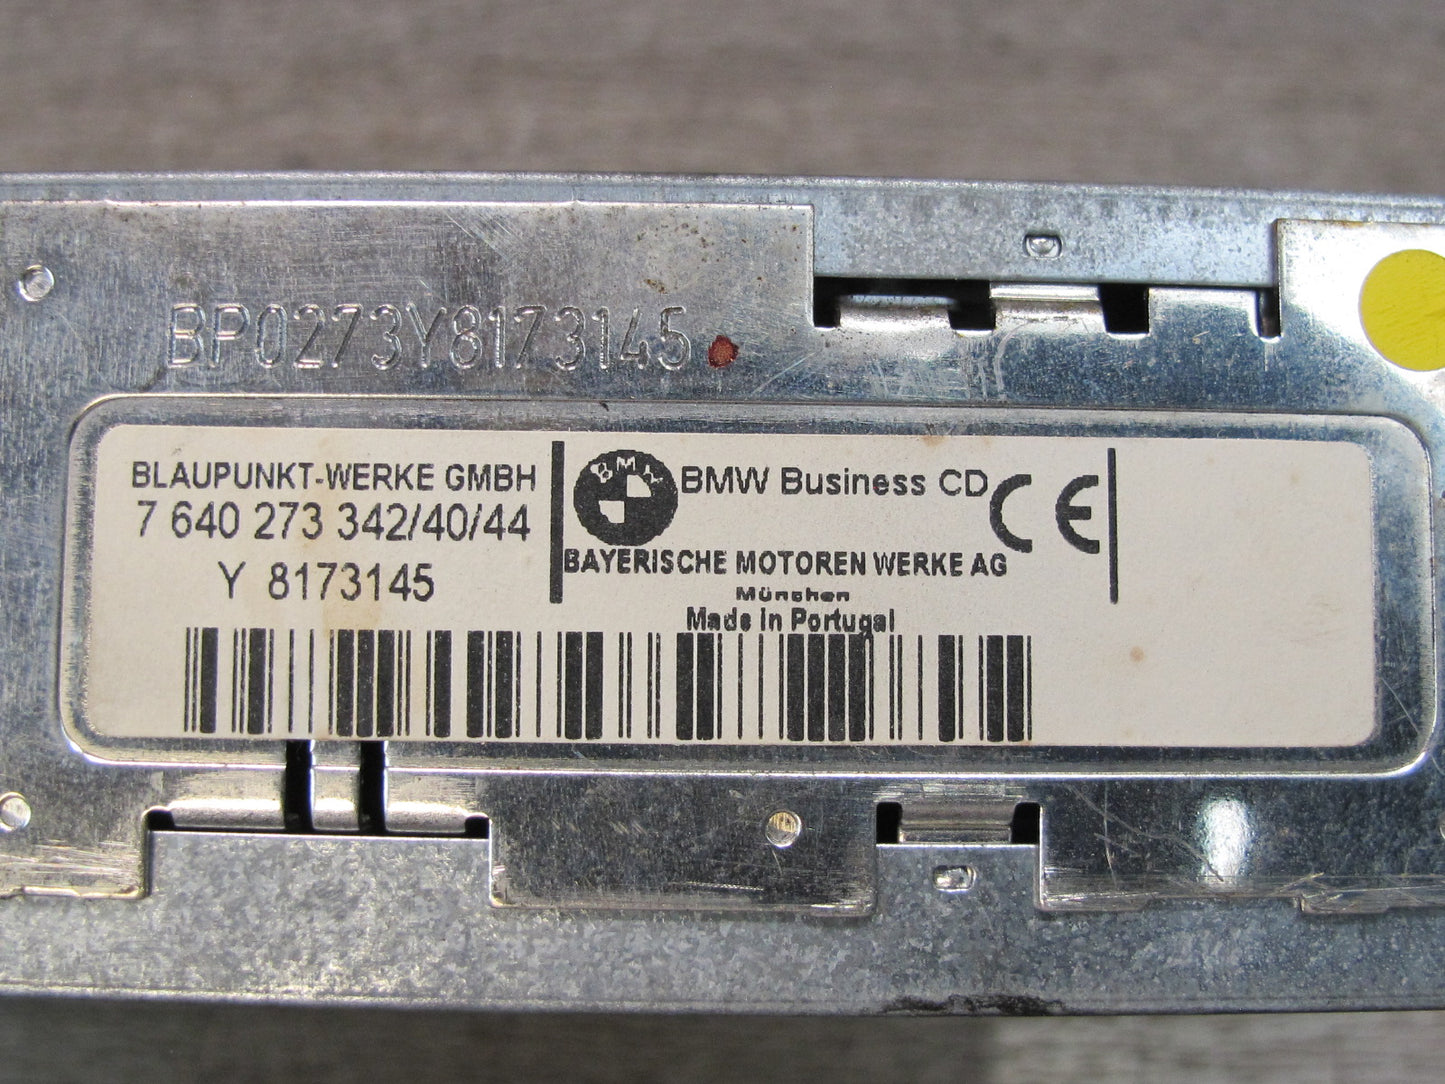 BP0273Y8173145
BLAUPUNKT-WERKE GMBH
7 640 273 342/40/44
Y 8173145
BMW
BMW Business CD CE
BAYERISCHE MOTOREN WERKE AG
München
Made in Portugal